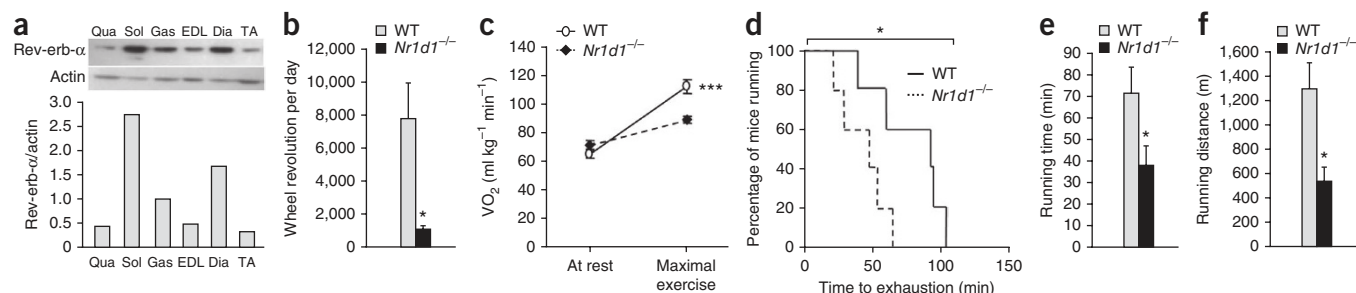 a
Qua Sol Gas EDL Dia TA
Rev-erb-α
Actin
3.0
2.5
2.0
1.5
1.0
0.5
0
Rev-erb-α/actin
Qua Sol Gas EDL Dia TA
b
WT
Nr1d1–/–
12,000
10,000
8,000
6,000
4,000
2,000
0
Wheel revolution per day
*
c
WT
Nr1d1–/–
140
120
100
80
60
40
20
0
VO2 (ml kg–1 min–1)
***
At rest
Maximal exercise
d
*
WT
Nr1d1–/–
100
80
60
40
20
0
Percentage of mice running
0 50 100 150
Time to exhaustion (min)
e
WT
Nr1d1–/–
90
80
70
60
50
40
30
20
10
0
Running time (min)
*
f
WT
Nr1d1–/–
1,600
1,400
1,200
1,000
800
600
400
200
0
Running distance (m)
*